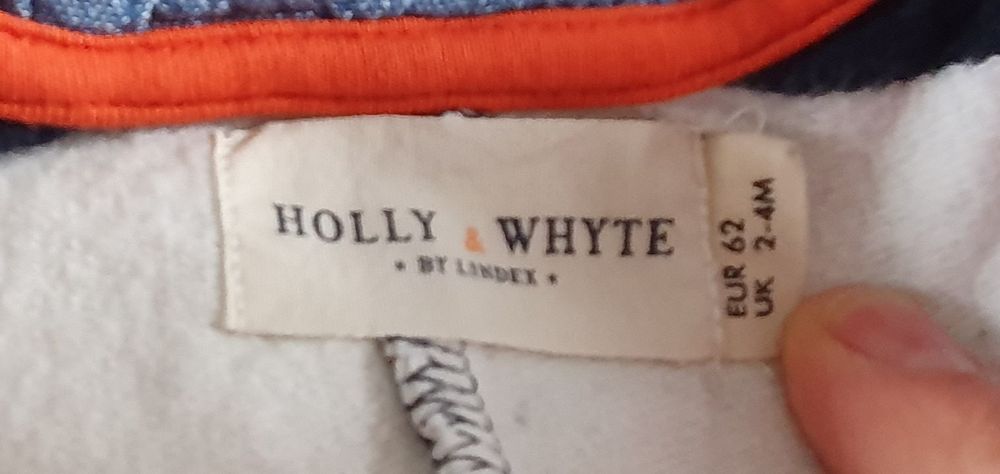 HOLLY & WHYTE
* BY LINDEX *
EUR 62
UK 2-4M